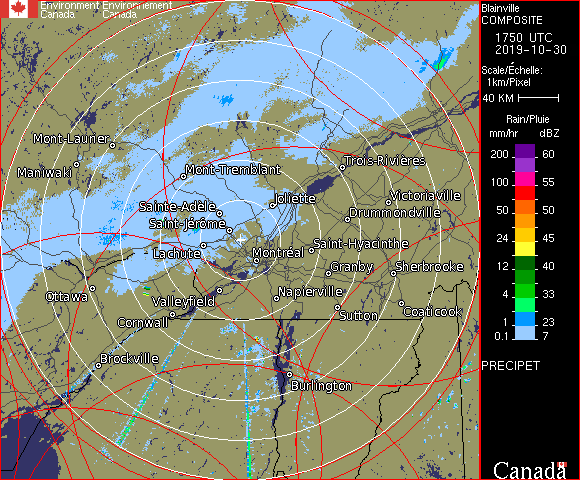 Environment Environnement
Canada Canada
Blainville
COMPOSITE
1750 UTC
2019-10-30
Scale/Échelle:
1km/Pixel
40 KM
Rain/Pluie
mm/hr dBZ
200 60
100 55
50 50
24 45
12 40
4 33
1 23
0.1 7
PRECIPET
Canada
Mont-Laurier
Maniwaki
Mont-Tremblant
Trois-Rivières
Joliette
Victoriaville
Sainte-Adèle
Drummondville
Saint-Jérôme
Saint-Hyacinthe
Lachute
Montréal
Granby
Sherbrooke
Ottawa
Valleyfield
Napierville
Coaticook
Cornwall
Sutton
Brockville
Burlington